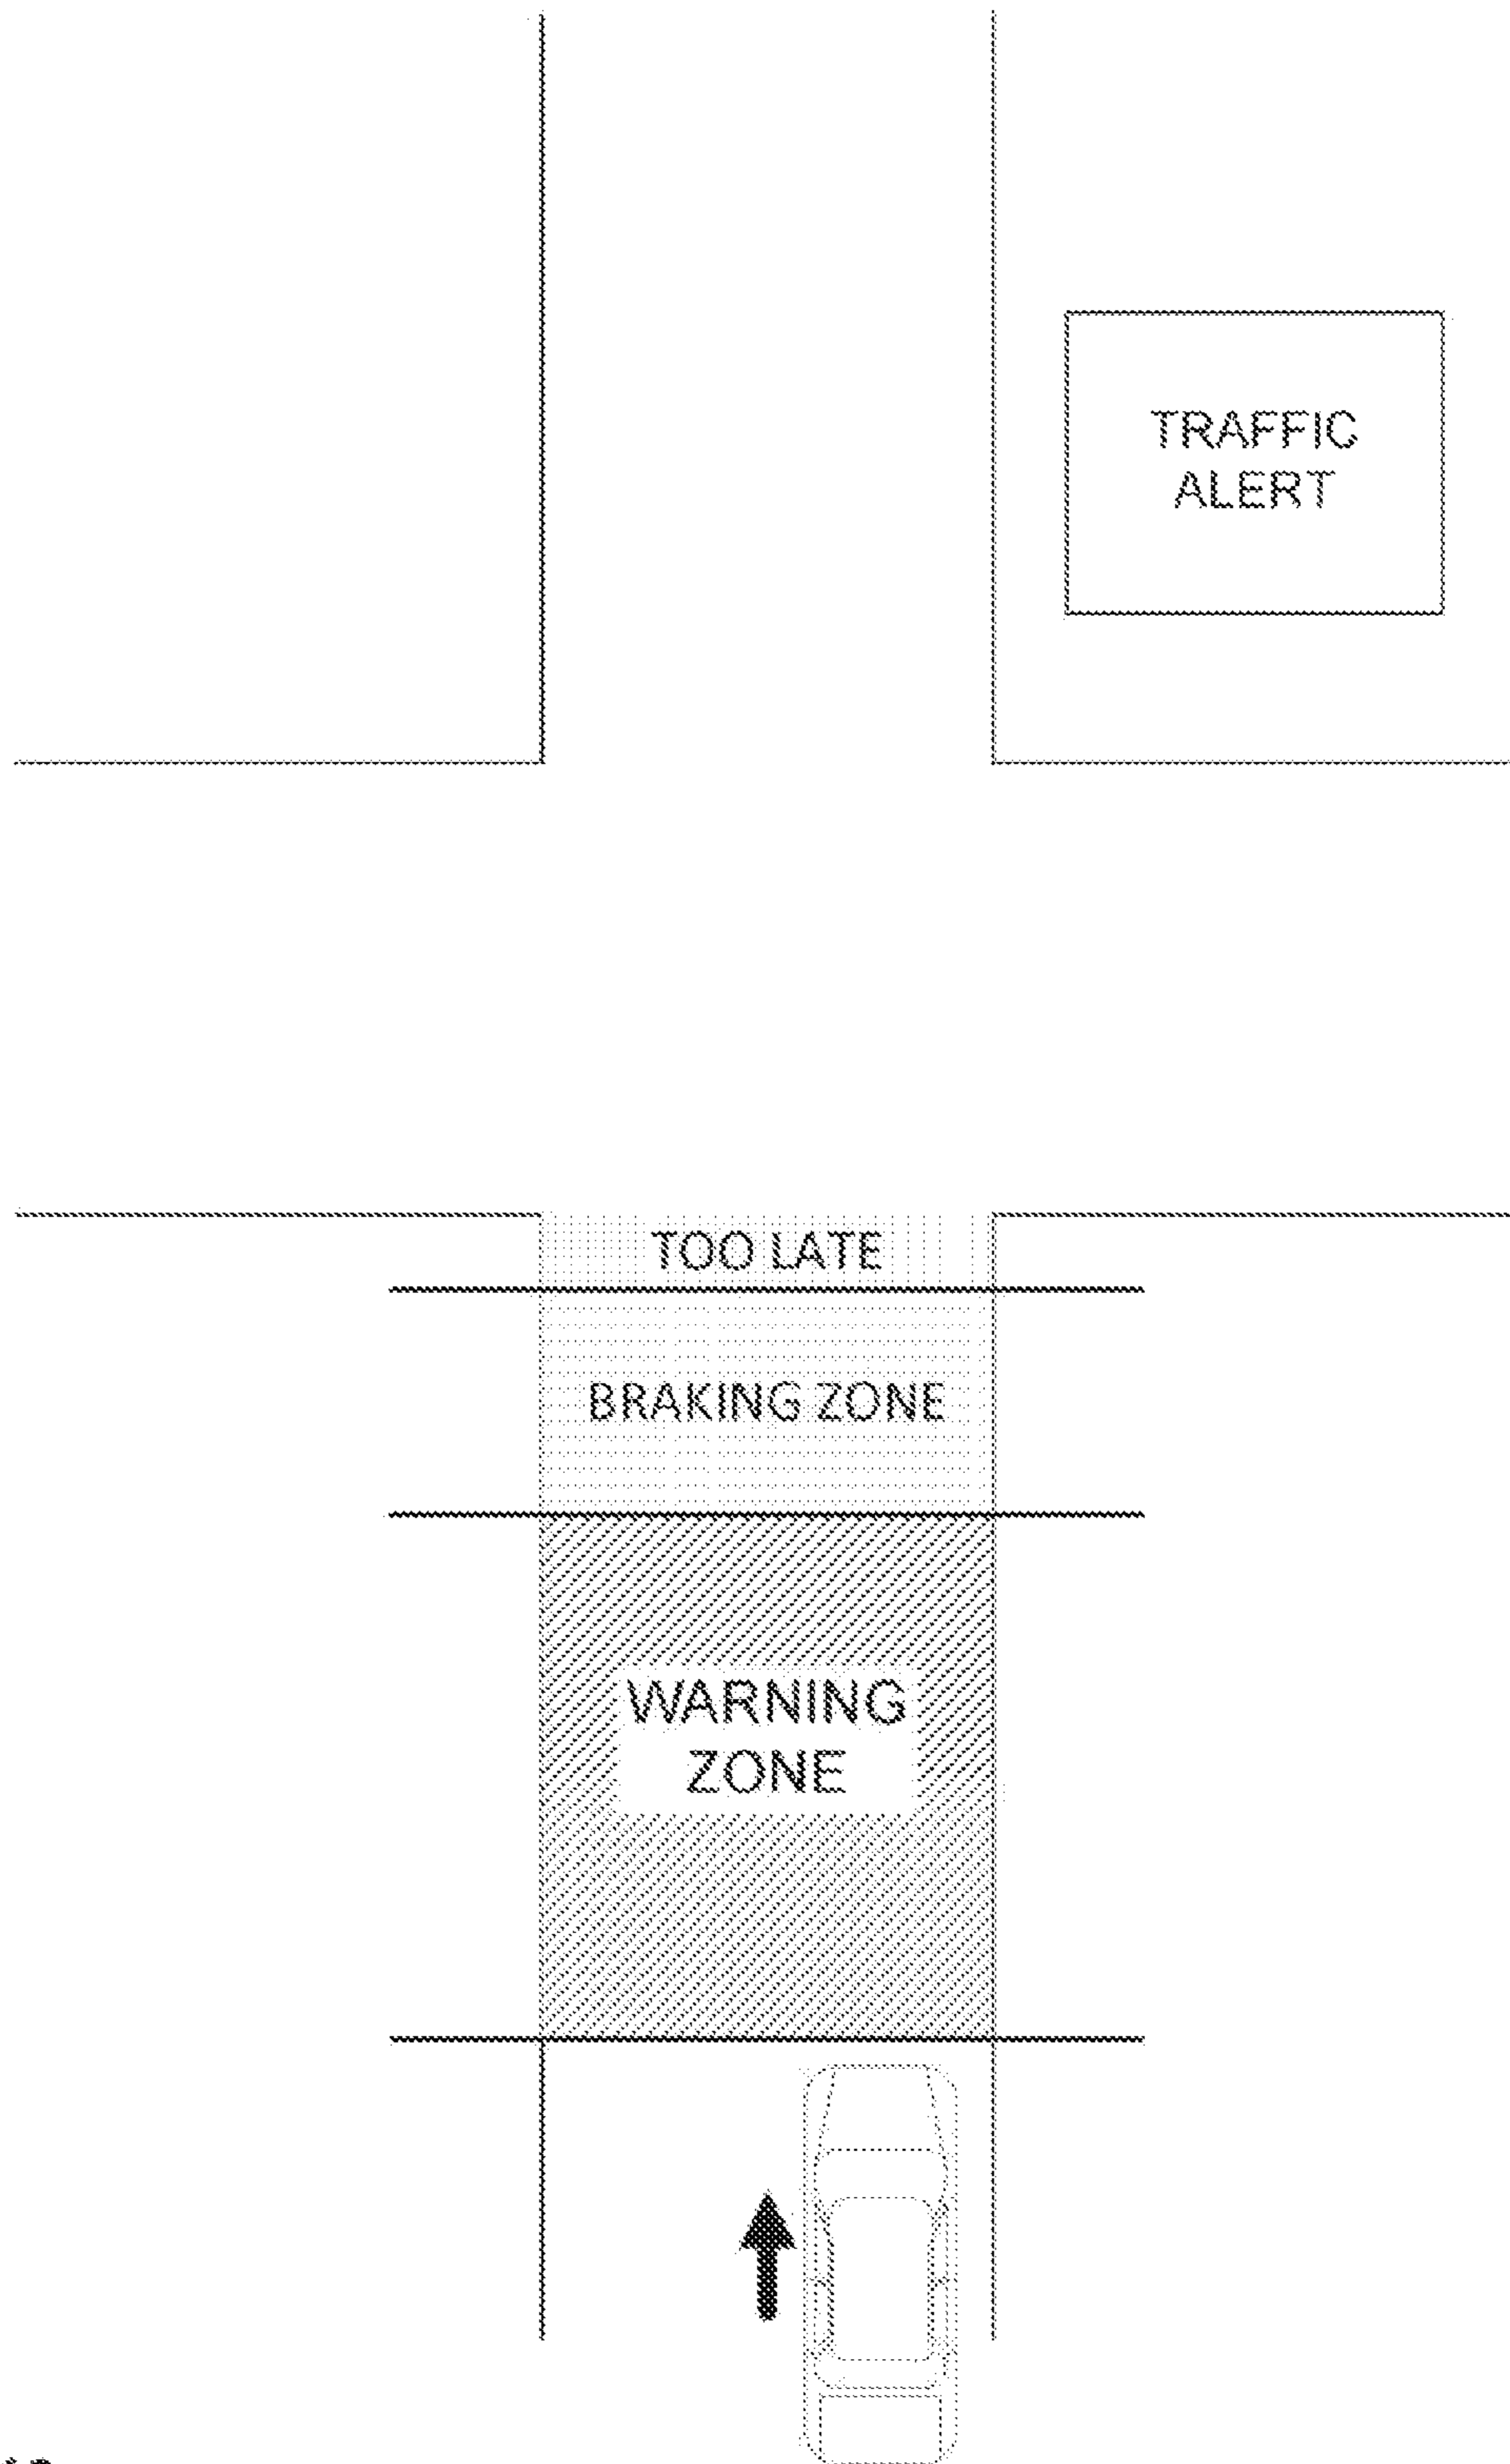 TRAFFIC
ALERT
TOO LATE
BRAKING ZONE
WARNING
ZONE